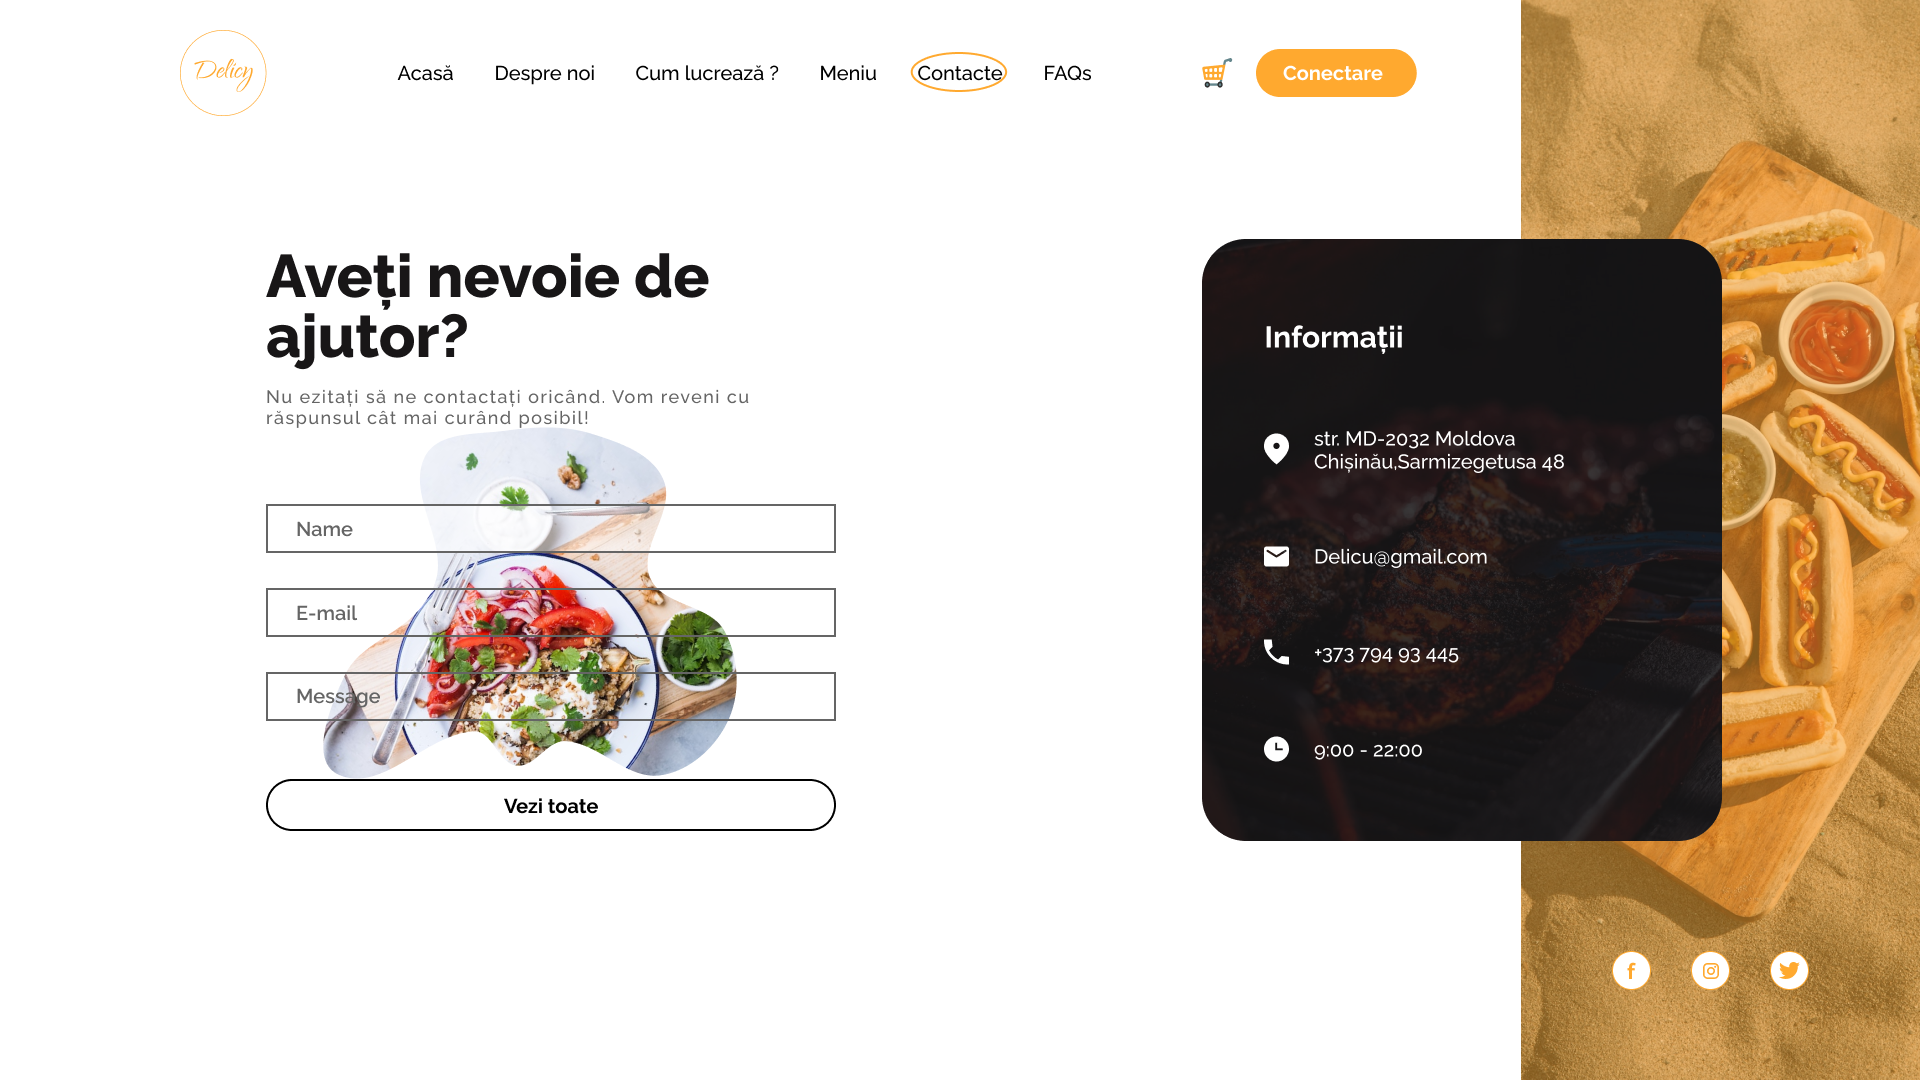 Delicy
Acasă
Despre noi
Cum lucrează ?
Meniu
Contacte
FAQs
Conectare
Aveți nevoie de
ajutor?
Nu ezitați să ne contactați oricând. Vom reveni cu
răspunsul cât mai curând posibil!
Name
E-mail
Message
Vezi toate
Informații
str. MD-2032 Moldova
Chișinău,Sarmizegetusa 48
Delicu@gmail.com
+373 794 93 445
9:00 - 22:00